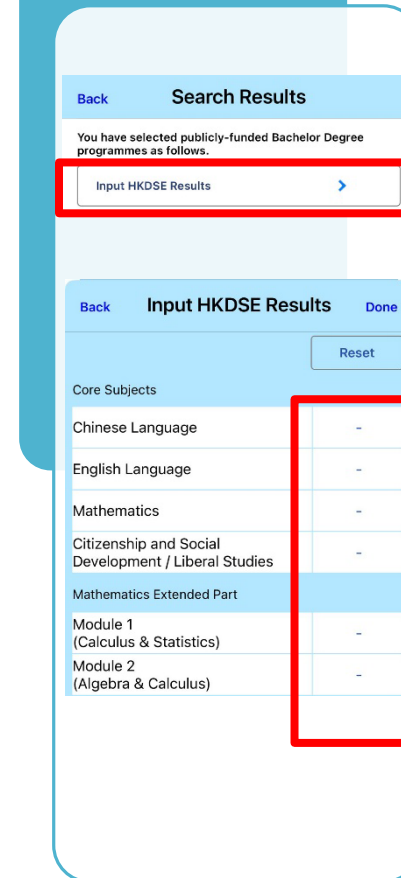 Back Search Results
You have selected publicly-funded Bachelor Degree
programmes as follows.
Input HKDSE Results >
Back Input HKDSE Results Done
Reset
Core Subjects
Chinese Language -
English Language -
Mathematics -
Citizenship and Social
Development / Liberal Studies -
Mathematics Extended Part
Module 1
(Calculus & Statistics) -
Module 2
(Algebra & Calculus) -